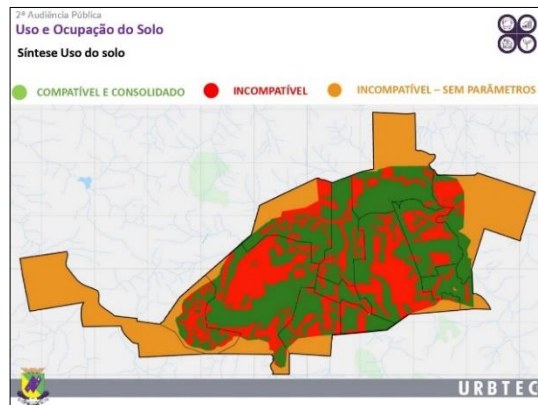 2ª Audiência Pública
Uso e Ocupação do Solo
Síntese Uso do solo
COMPATÍVEL E CONSOLIDADO
INCOMPATÍVEL
INCOMPATÍVEL – SEM PARÂMETROS
URBTEC